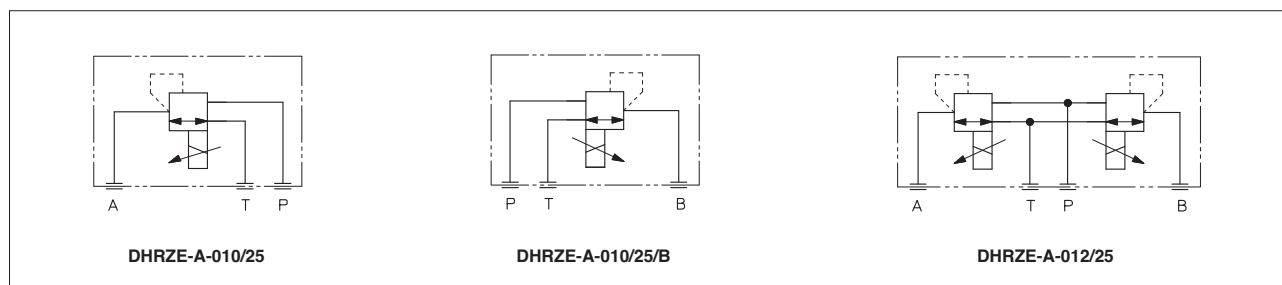 A T P
P T B
A T P B
DHRZE-A-010/25
DHRZE-A-010/25/B
DHRZE-A-012/25